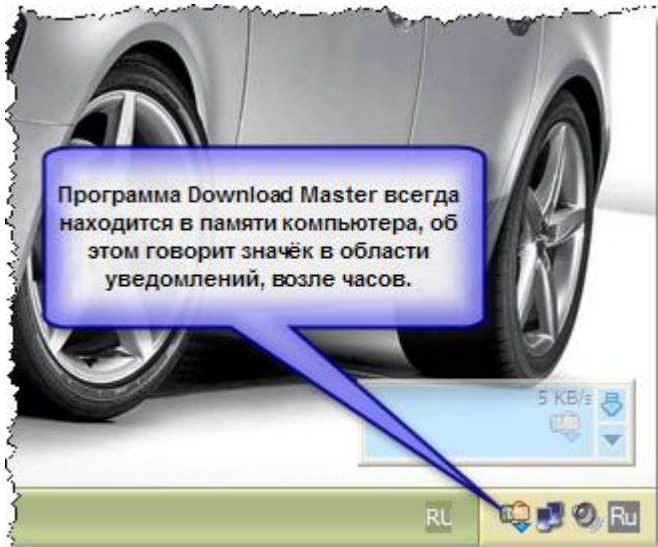 Программа Download Master всегда
находится в памяти компьютера, об
этом говорит значёк в области
уведомлений, возле часов.
5 KB/s
RU
Ru